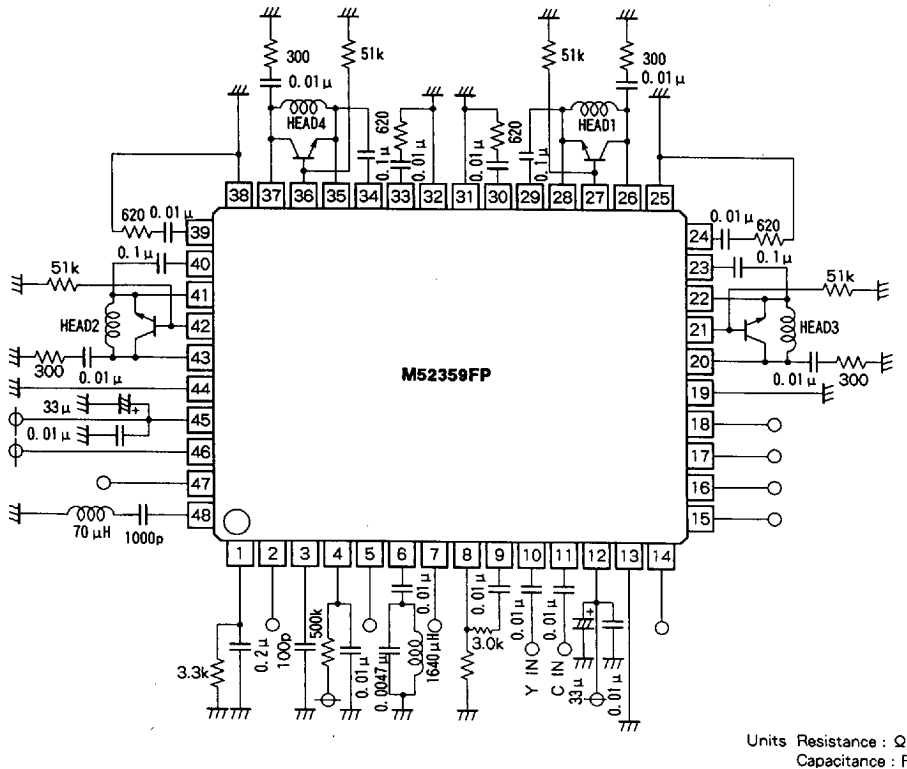 300
51k
51k
300
0.01μ
0.01μ
HEAD4
HEAD1
620
620
0.1μ
0.01μ
0.01μ
0.1μ
38
37
36
35
34
33
32
31
30
29
28
27
26
25
620
0.01μ
39
24
0.01μ
620
0.1μ
40
23
0.1μ
51k
41
22
51k
HEAD2
42
21
HEAD3
43
20
300
0.01μ
0.01μ
300
M52359FP
44
19
33μ
+
45
18
0.01μ
46
17
47
16
48
15
70μH
1000p
1
2
3
4
5
6
7
8
9
10
11
12
13
14
3.3k
0.2μ
100p
500k
0.01μ
0.0047μ
0.01μ
1640μH
0.01μ
3.0k
0.01μ
0.01μ
Y IN
C IN
+
33μ
0.01μ
Units Resistance : Ω
Capacitance : F